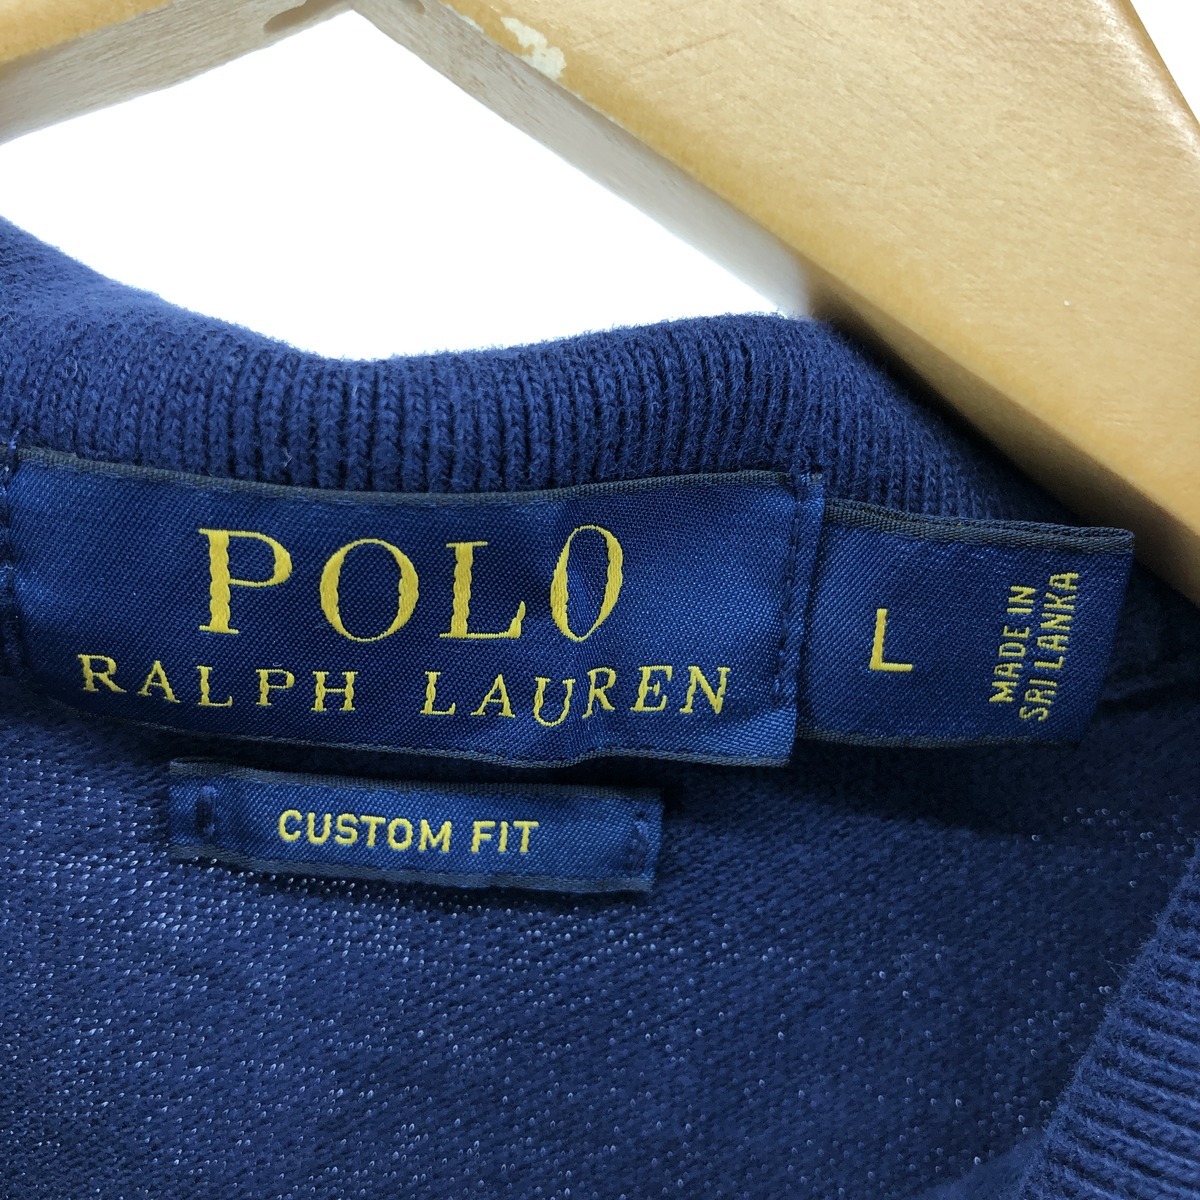 POLO
RALPH LAUREN
L
MADE IN
SRI LANKA
CUSTOM FIT